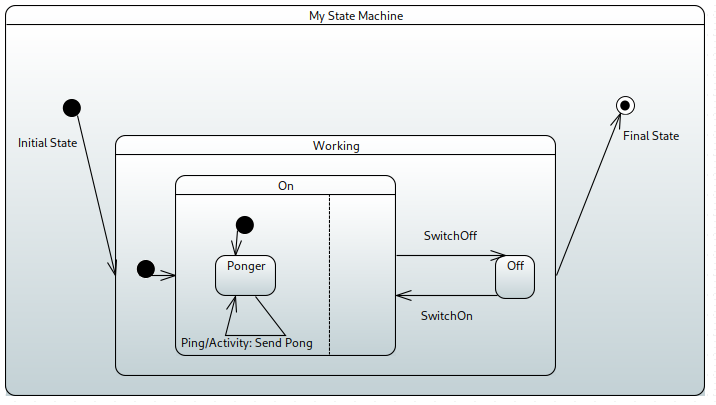 My State Machine
Initial State
Final State
Working
On
SwitchOff
Ponger
Off
SwitchOn
Ping/Activity: Send Pong